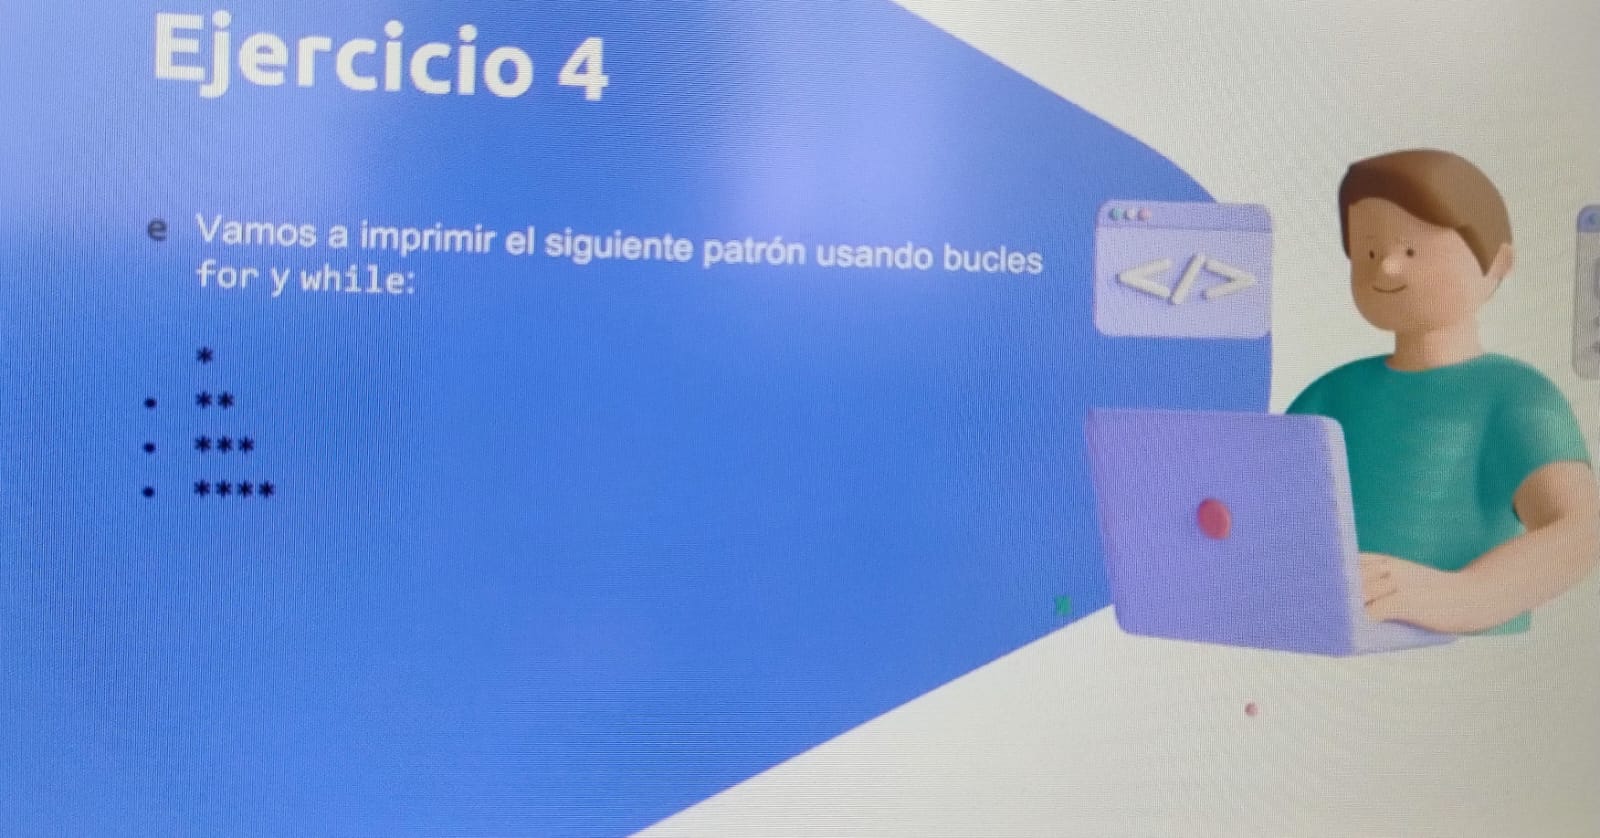 Ejercicio 4
e Vamos a imprimir el siguiente patrón usando bucles
for y while:
*
• **
• ***
• ****
</>